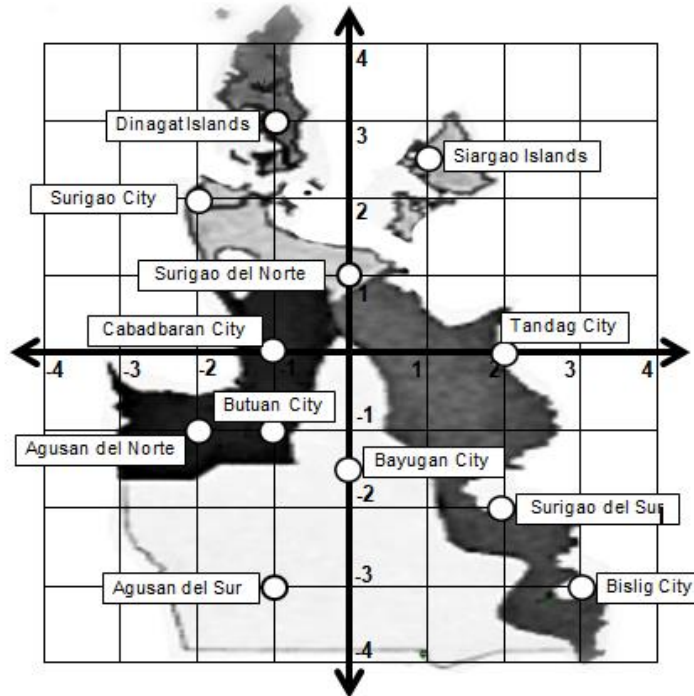 4
Dinagat Islands
3
Siargao Islands
Surigao City
2
Surigao del Norte
1
Cabadbaran City
Tandag City
-4 -3 -2 -1 1 2 3 4
Butuan City
-1
Agusan del Norte
Bayugan City
-2
Surigao del Sur
Agusan del Sur
-3
Bislig City
-4